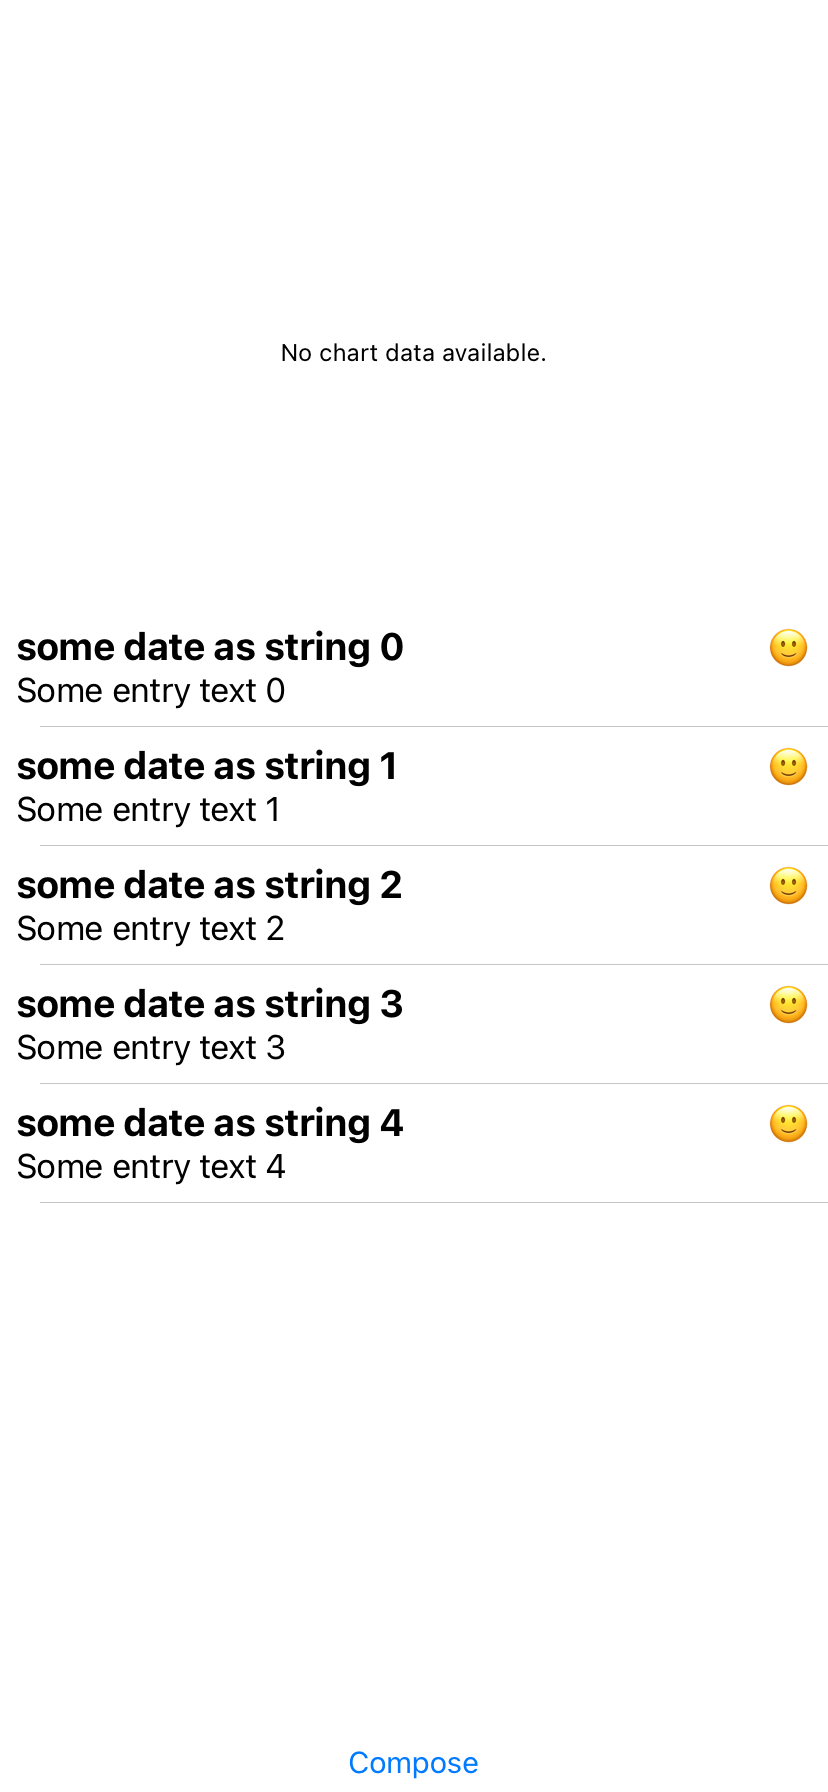 No chart data available.
some date as string 0 🙂
Some entry text 0
some date as string 1 🙂
Some entry text 1
some date as string 2 🙂
Some entry text 2
some date as string 3 🙂
Some entry text 3
some date as string 4 🙂
Some entry text 4
Compose